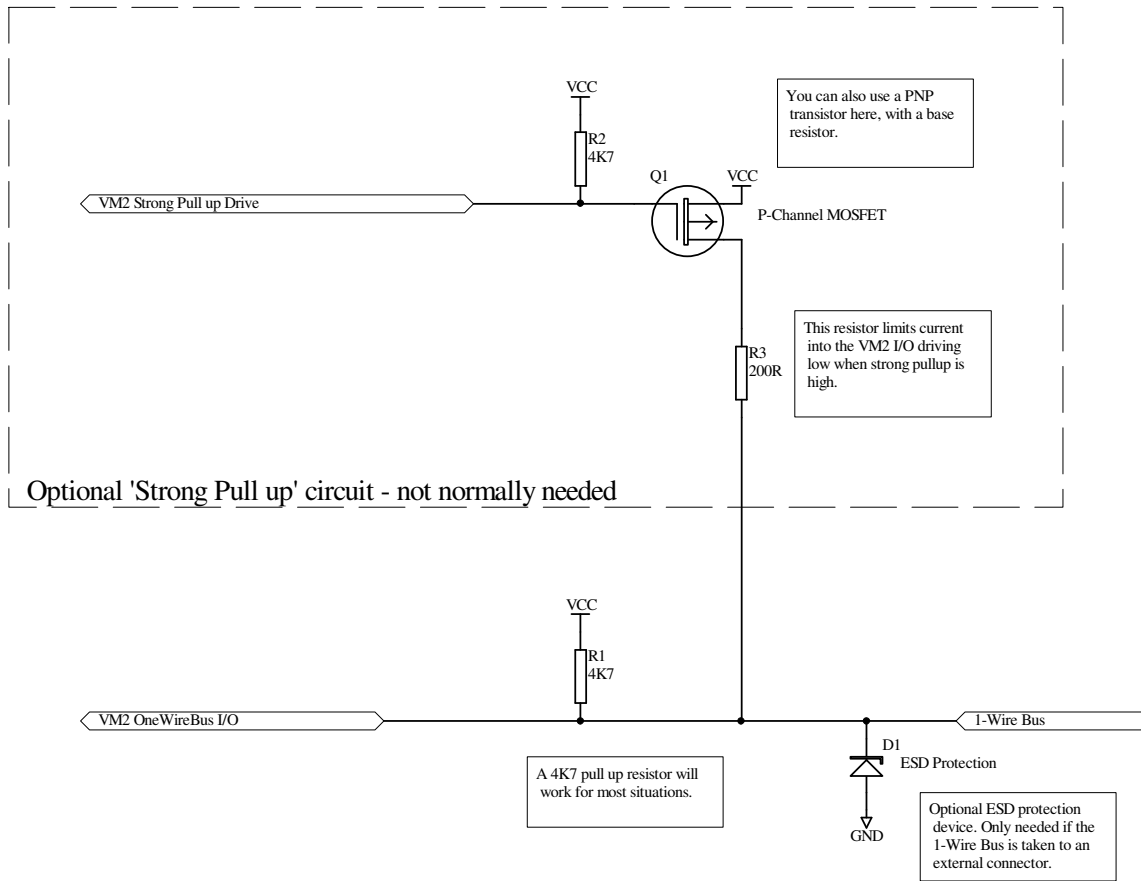 VCC
You can also use a PNP
transistor here, with a base
resistor.
R2
4K7
Q1
VCC
VM2 Strong Pull up Drive
P-Channel MOSFET
This resistor limits current
into the VM2 I/O driving
low when strong pullup is
high.
R3
200R
Optional 'Strong Pull up' circuit - not normally needed
VCC
R1
4K7
VM2 OneWireBus I/O
1-Wire Bus
D1
ESD Protection
A 4K7 pull up resistor will
work for most situations.
GND
Optional ESD protection
device. Only needed if the
1-Wire Bus is taken to an
external connector.